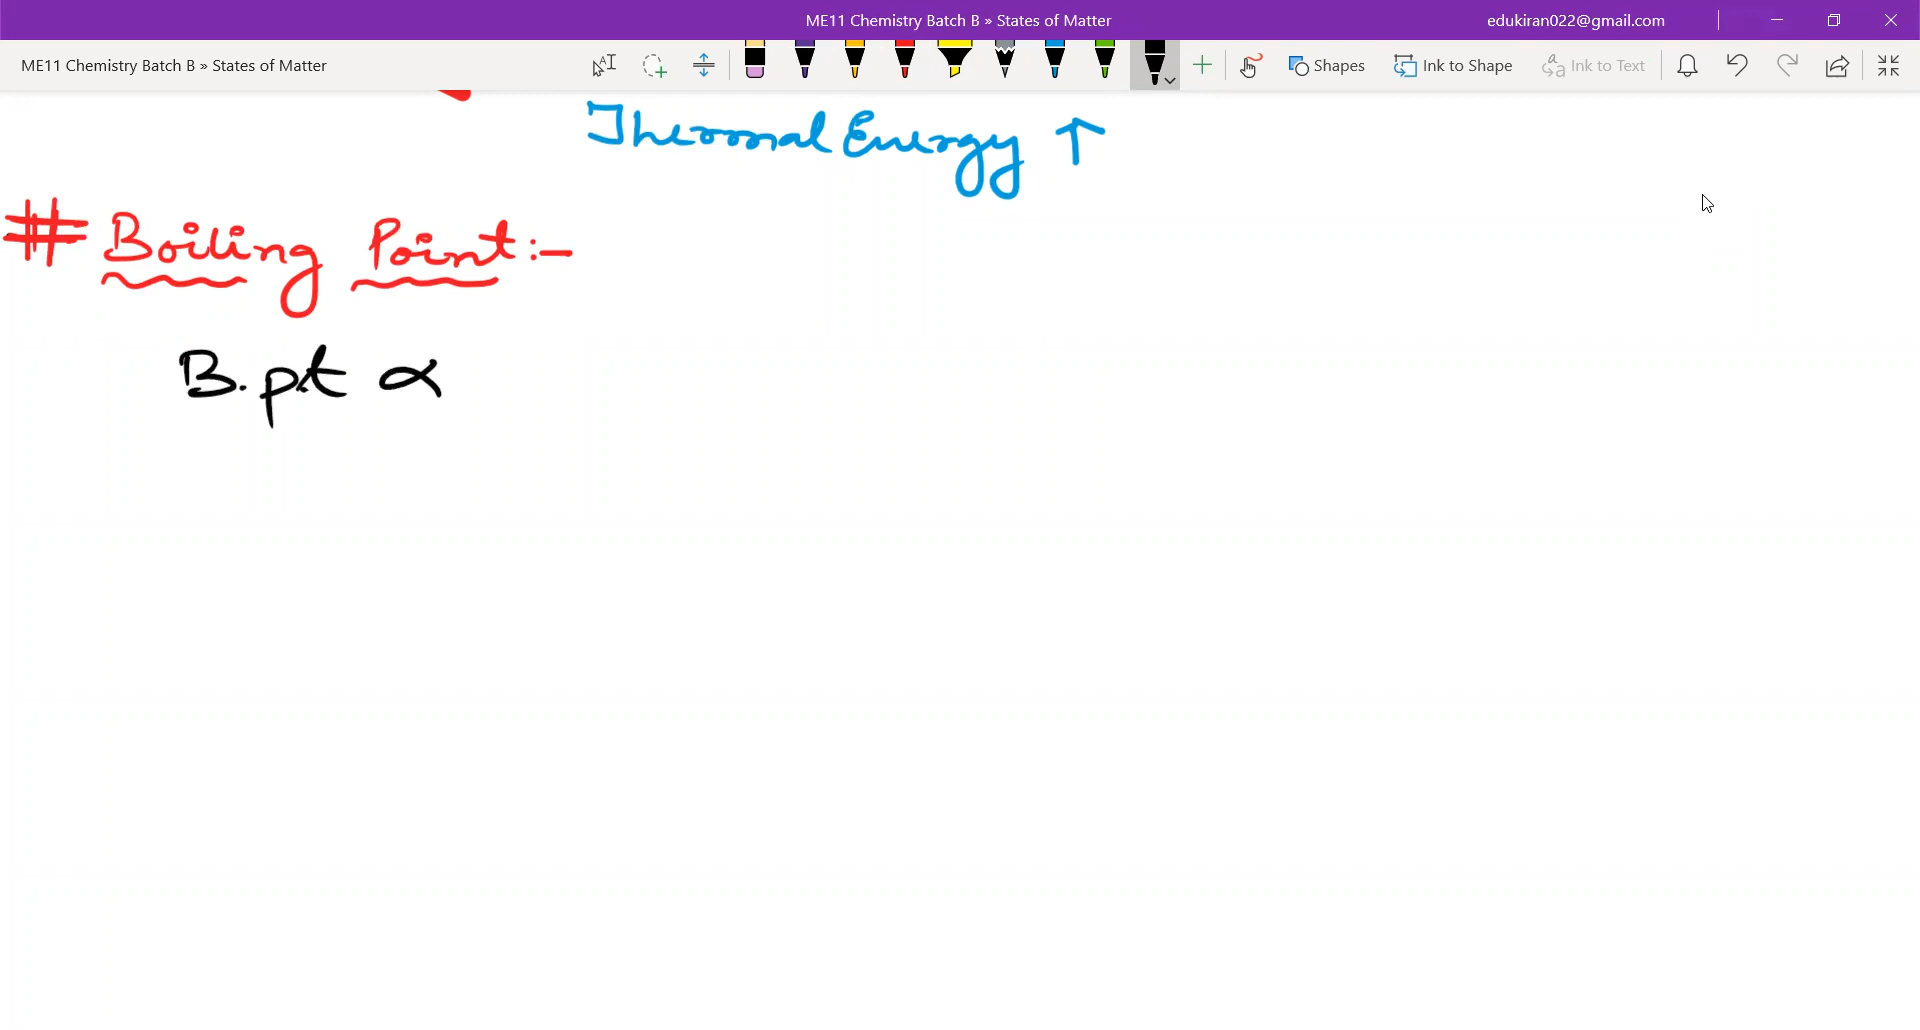 ME11 Chemistry Batch B » States of Matter
edukiran022@gmail.com
ME11 Chemistry Batch B » States of Matter
Shapes
Ink to Shape
Ink to Text
Thermal Energy ↑
# Boiling Point :-
B.pt ∝